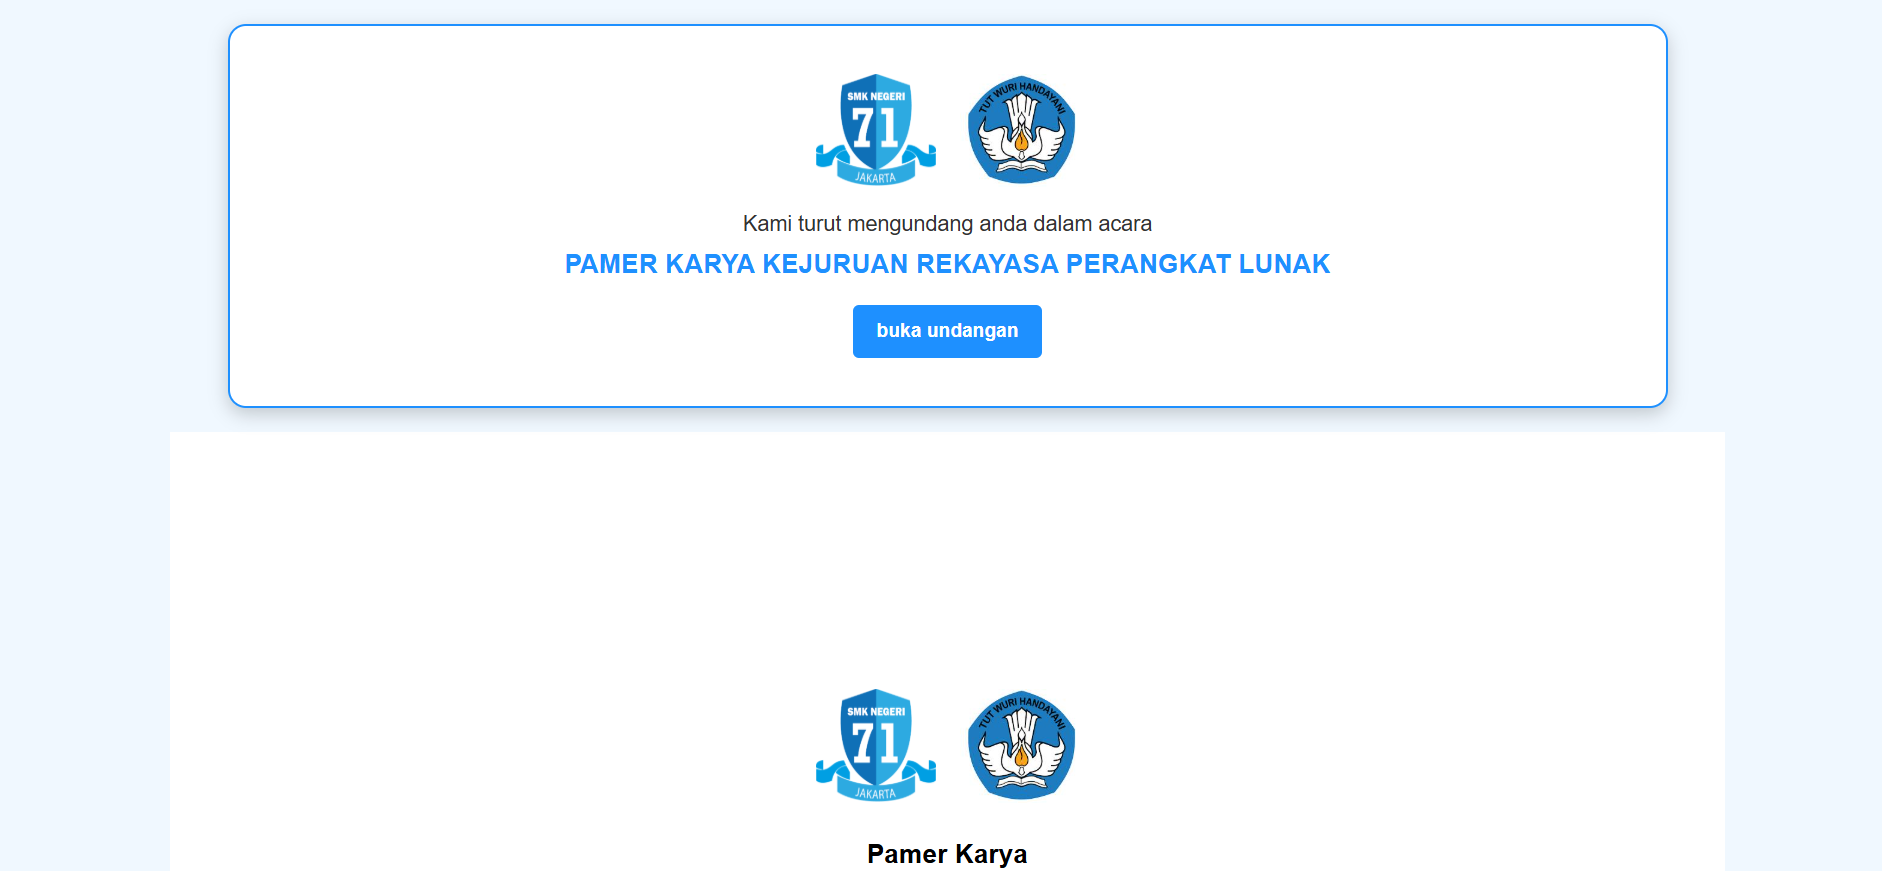 SMK NEGERI
71
JAKARTA
TUT WURI HANDAYANI
Kami turut mengundang anda dalam acara
PAMER KARYA KEJURUAN REKAYASA PERANGKAT LUNAK
buka undangan
SMK NEGERI
71
JAKARTA
TUT WURI HANDAYANI
Pamer Karya